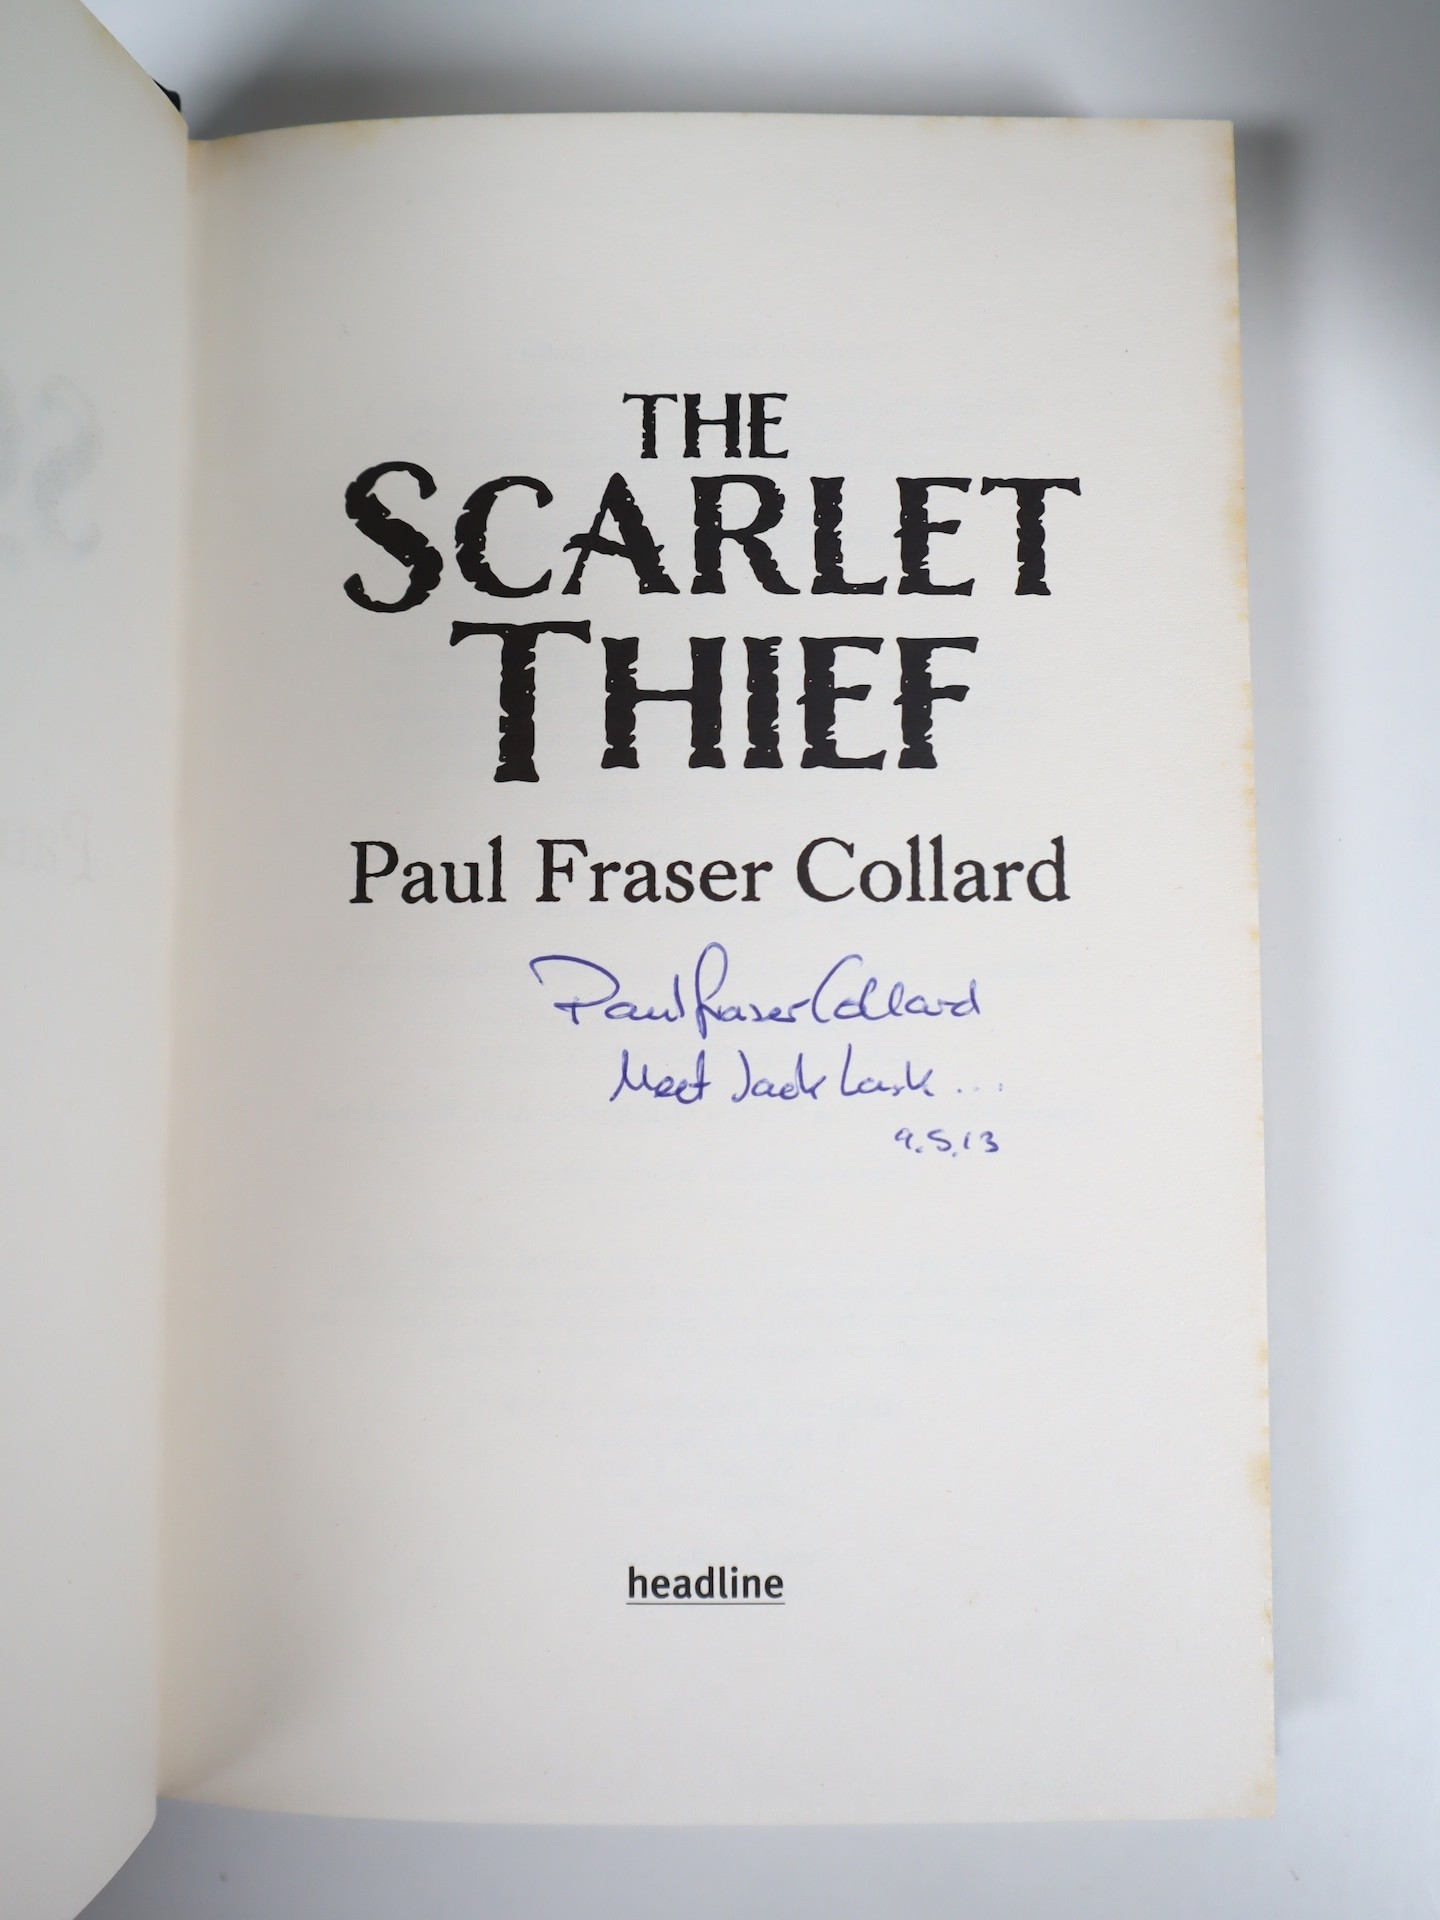 THE
SCARLET
THIEF
Paul Fraser Collard
Paul Fraser Collard
Meet Jack Lark ...
9.5.13
headline